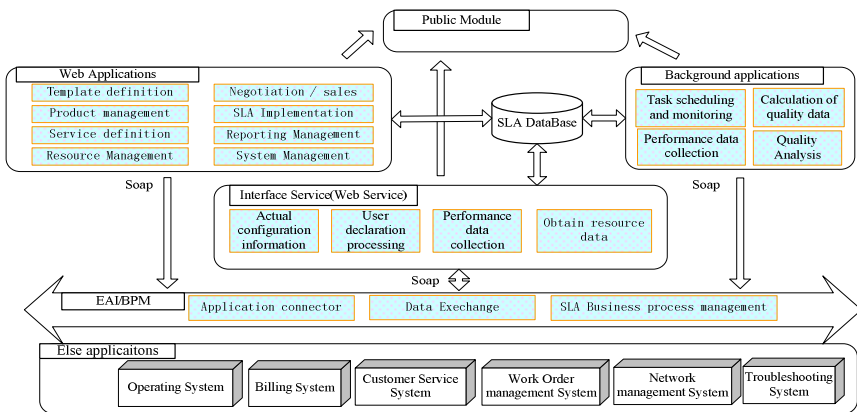 Public Module
Web Applications
Template definition
Negotiation / sales
Product management
SLA Implementation
Service definition
Reporting Management
Resource Management
System Management
SLA DataBase
Background applications
Task scheduling
and monitoring
Calculation of
quality data
Performance data
collection
Quality
Analysis
Soap
Soap
Interface Service(Web Service)
Actual
configuration
information
User
declaration
processing
Performance
data
collection
Obtain resource
data
Soap
EAI/BPM
Application connector
Data Exechange
SLA Business process management
Else applicaitons
Operating System
Billing System
Customer Service
System
Work Order
management System
Network
management System
Troubleshooting
System